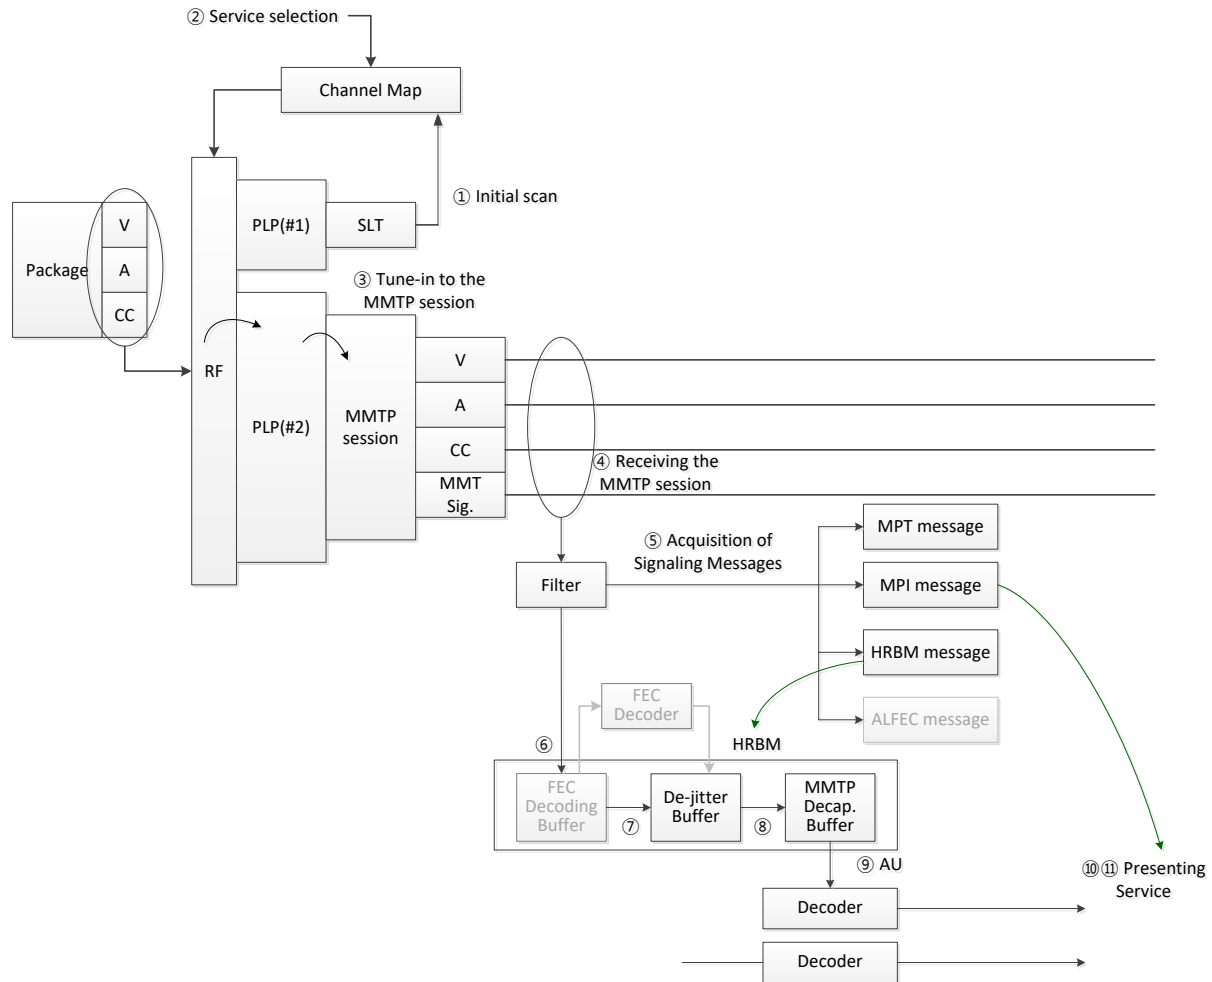 ② Service selection
Channel Map
① Initial scan
PLP(#1)
SLT
V
Package
A
CC
③ Tune-in to the
MMTP session
RF
PLP(#2)
MMTP
session
V
A
CC
MMT
Sig.
④ Receiving the
MMTP session
⑤ Acquisition of
Signaling Messages
MPT message
Filter
MPI message
HRBM message
ALFEC message
FEC
Decoder
HRBM
⑥
FEC
Decoding
Buffer
⑦
De-jitter
Buffer
⑧
MMTP
Decap.
Buffer
⑨ AU
⑩⑪ Presenting
Service
Decoder
Decoder